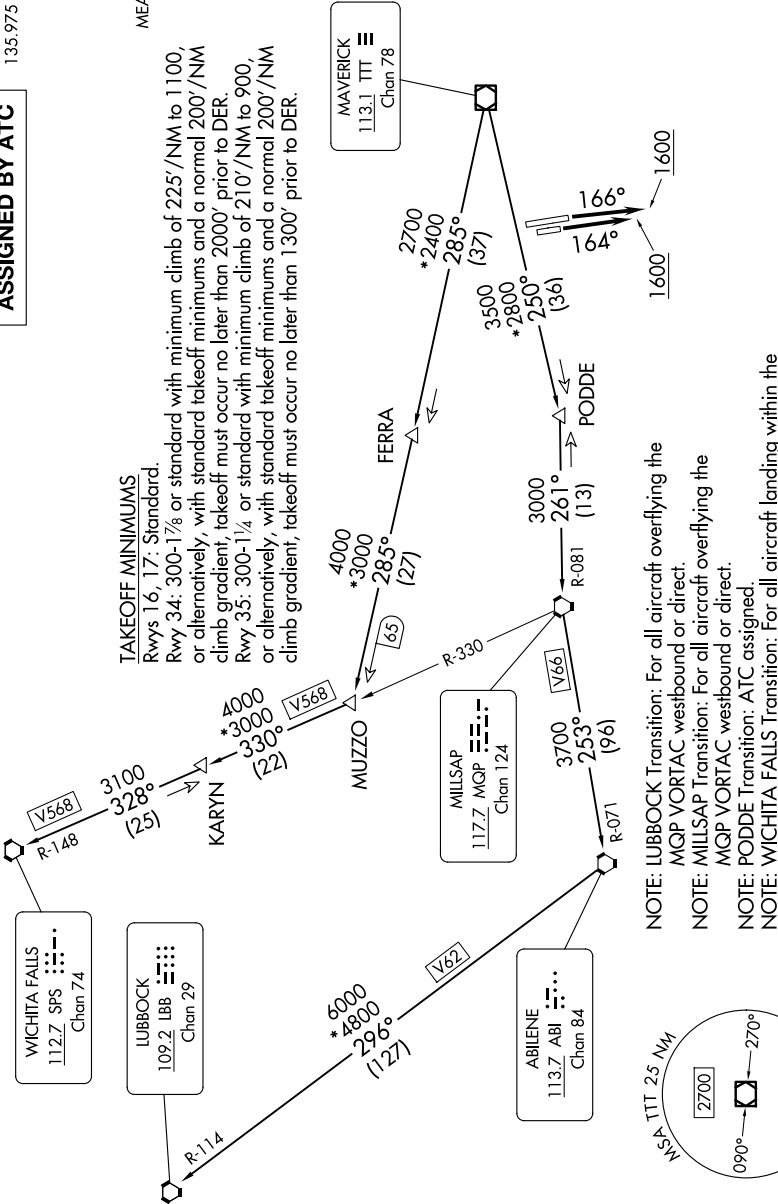 ASSIGNED BY ATC
135.975
MEA
TAKEOFF MINIMUMS
Rwys 16, 17: Standard.
Rwy 34: 300-1⅞ or standard with minimum climb of 225'/NM to 1100,
or alternatively, with standard takeoff minimums and a normal 200'/NM
climb gradient, takeoff must occur no later than 2000' prior to DER.
Rwy 35: 300-1¼ or standard with minimum climb of 210'/NM to 900,
or alternatively, with standard takeoff minimums and a normal 200'/NM
climb gradient, takeoff must occur no later than 1300' prior to DER.
WICHITA FALLS
112.7 SPS
Chan 74
R-148
V568
3100
328°
(25)
KARYN
4000
*3000
330°
(22)
V568
MUZZO
65
R-330
4000
*3000
285°
(27)
FERRA
2700
*2400
285°
(37)
MAVERICK
113.1 TTT
Chan 78
LUBBOCK
109.2 LBB
Chan 29
R-114
6000
*4800
296°
(127)
V62
ABILENE
113.7 ABI
Chan 84
R-071
3700
253°
(96)
V66
MILLSAP
117.7 MQP
Chan 124
R-081
3000
261°
(13)
PODDE
3500
*2800
250°
(36)
166°
164°
1600
1600
NOTE: LUBBOCK Transition: For all aircraft overflying the
MQP VORTAC westbound or direct.
NOTE: MILLSAP Transition: For all aircraft overflying the
MQP VORTAC westbound or direct.
NOTE: PODDE Transition: ATC assigned.
NOTE: WICHITA FALLS Transition: For all aircraft landing within the
MSA TTT 25 NM
2700
090°
270°